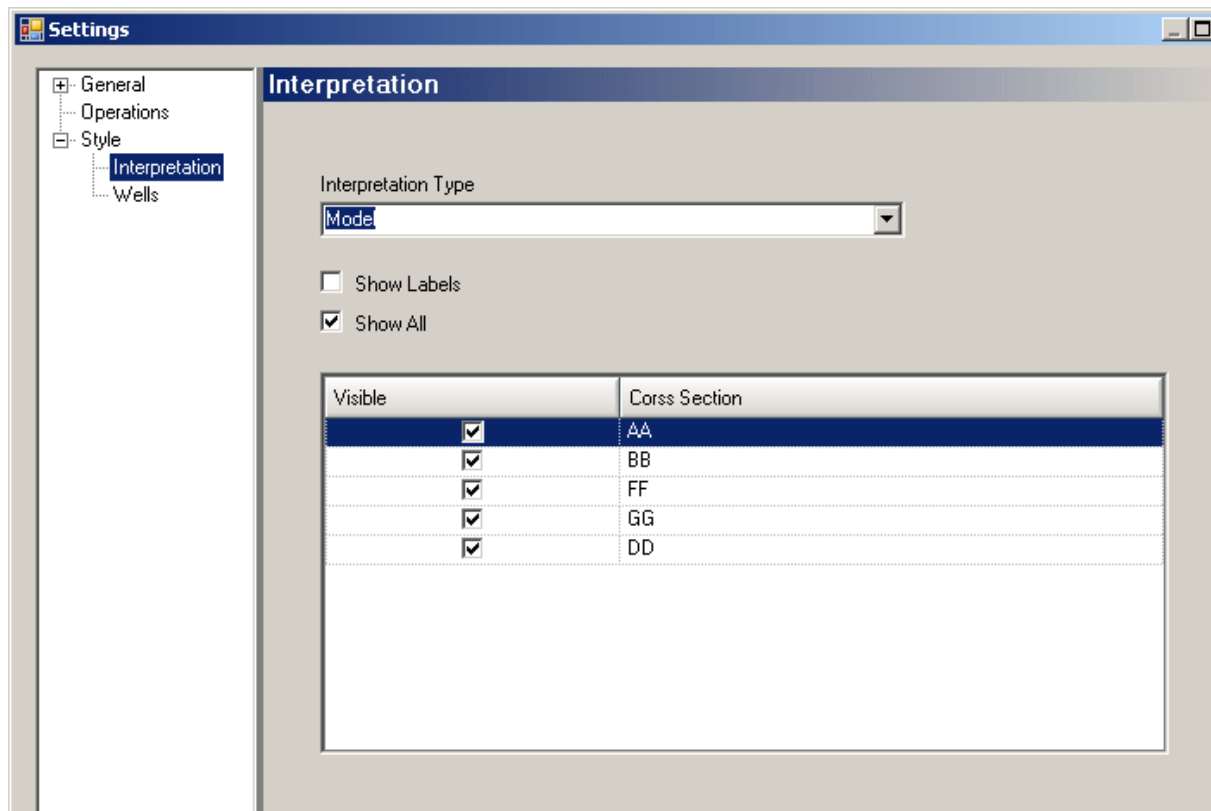 Settings
General
Operations
Style
Interpretation
Wells
Interpretation
Interpretation Type
Model
Show Labels
Show All
Visible Corss Section
AA
BB
FF
GG
DD